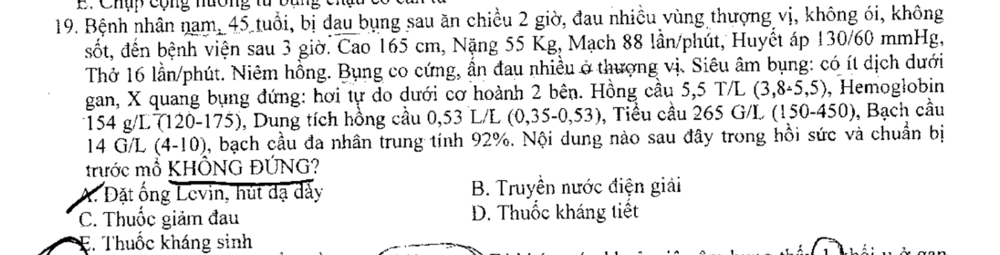 E. Chụp cộng hưởng từ bụng chậu có cản từ
19. Bệnh nhân nam, 45 tuổi, bị đau bụng sau ăn chiều 2 giờ, đau nhiều vùng thượng vị, không ói, không
sốt, đến bệnh viện sau 3 giờ. Cao 165 cm, Nặng 55 Kg, Mạch 88 lần/phút, Huyết áp 130/60 mmHg,
Thở 16 lần/phút. Niêm hồng. Bụng co cứng, ấn đau nhiều ở thượng vị. Siêu âm bụng: có ít dịch dưới
gan, X quang bụng đứng: hơi tự do dưới cơ hoành 2 bên. Hồng cầu 5,5 T/L (3,8-5,5), Hemoglobin
154 g/L (120-175), Dung tích hồng cầu 0,53 L/L (0,35-0,53), Tiểu cầu 265 G/L (150-450), Bạch cầu
14 G/L (4-10), bạch cầu đa nhân trung tính 92%. Nội dung nào sau đây trong hồi sức và chuẩn bị
trước mổ KHÔNG ĐÚNG?
A. Đặt ống Levin, hút dạ dày B. Truyền nước điện giải
C. Thuốc giảm đau D. Thuốc kháng tiết
E. Thuốc kháng sinh